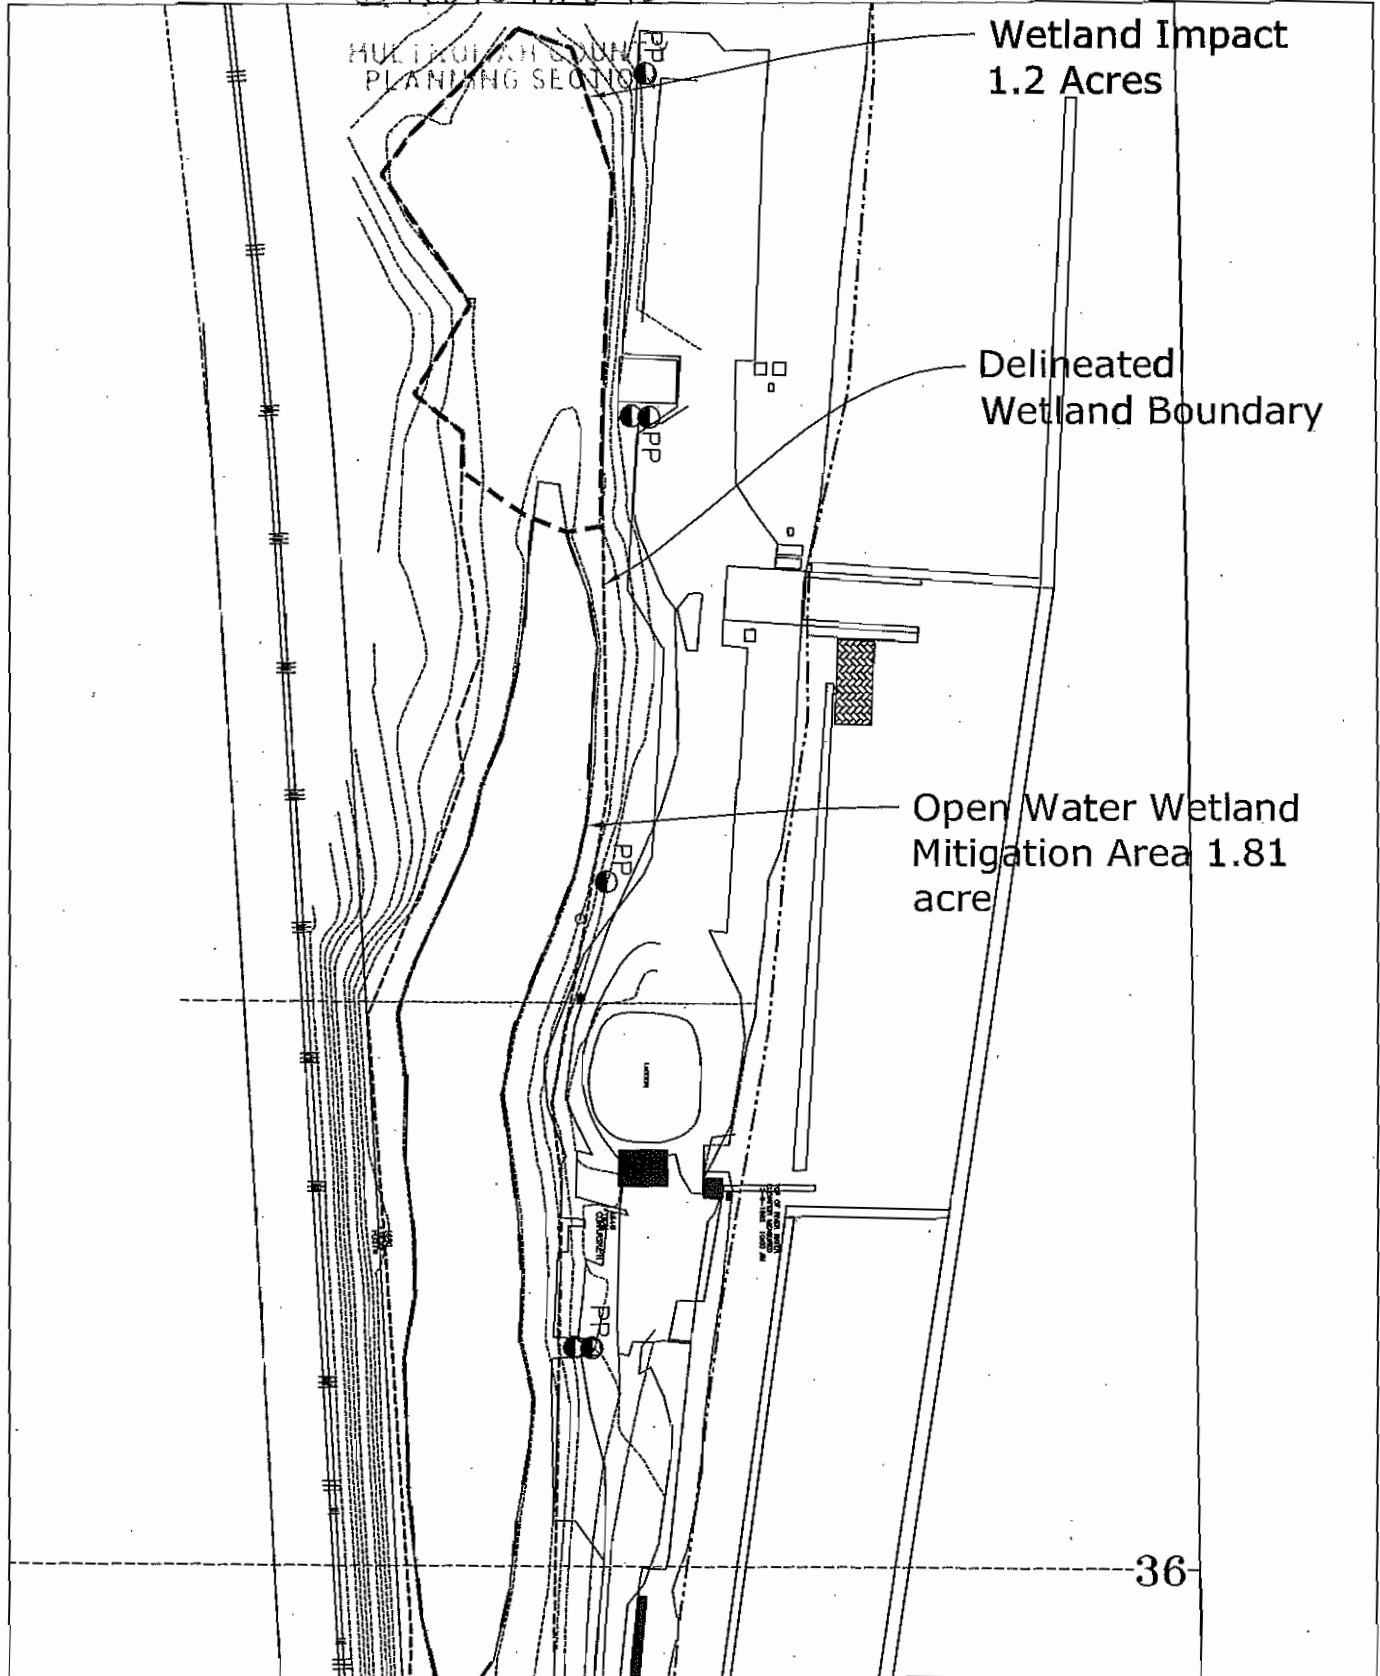 MULTNOMAH COUNTY
PLANNING SECTION
Wetland Impact
1.2 Acres
PP
Delineated
Wetland Boundary
PP
Open Water Wetland
Mitigation Area 1.81
acre
PP
LAGOON
PP
36